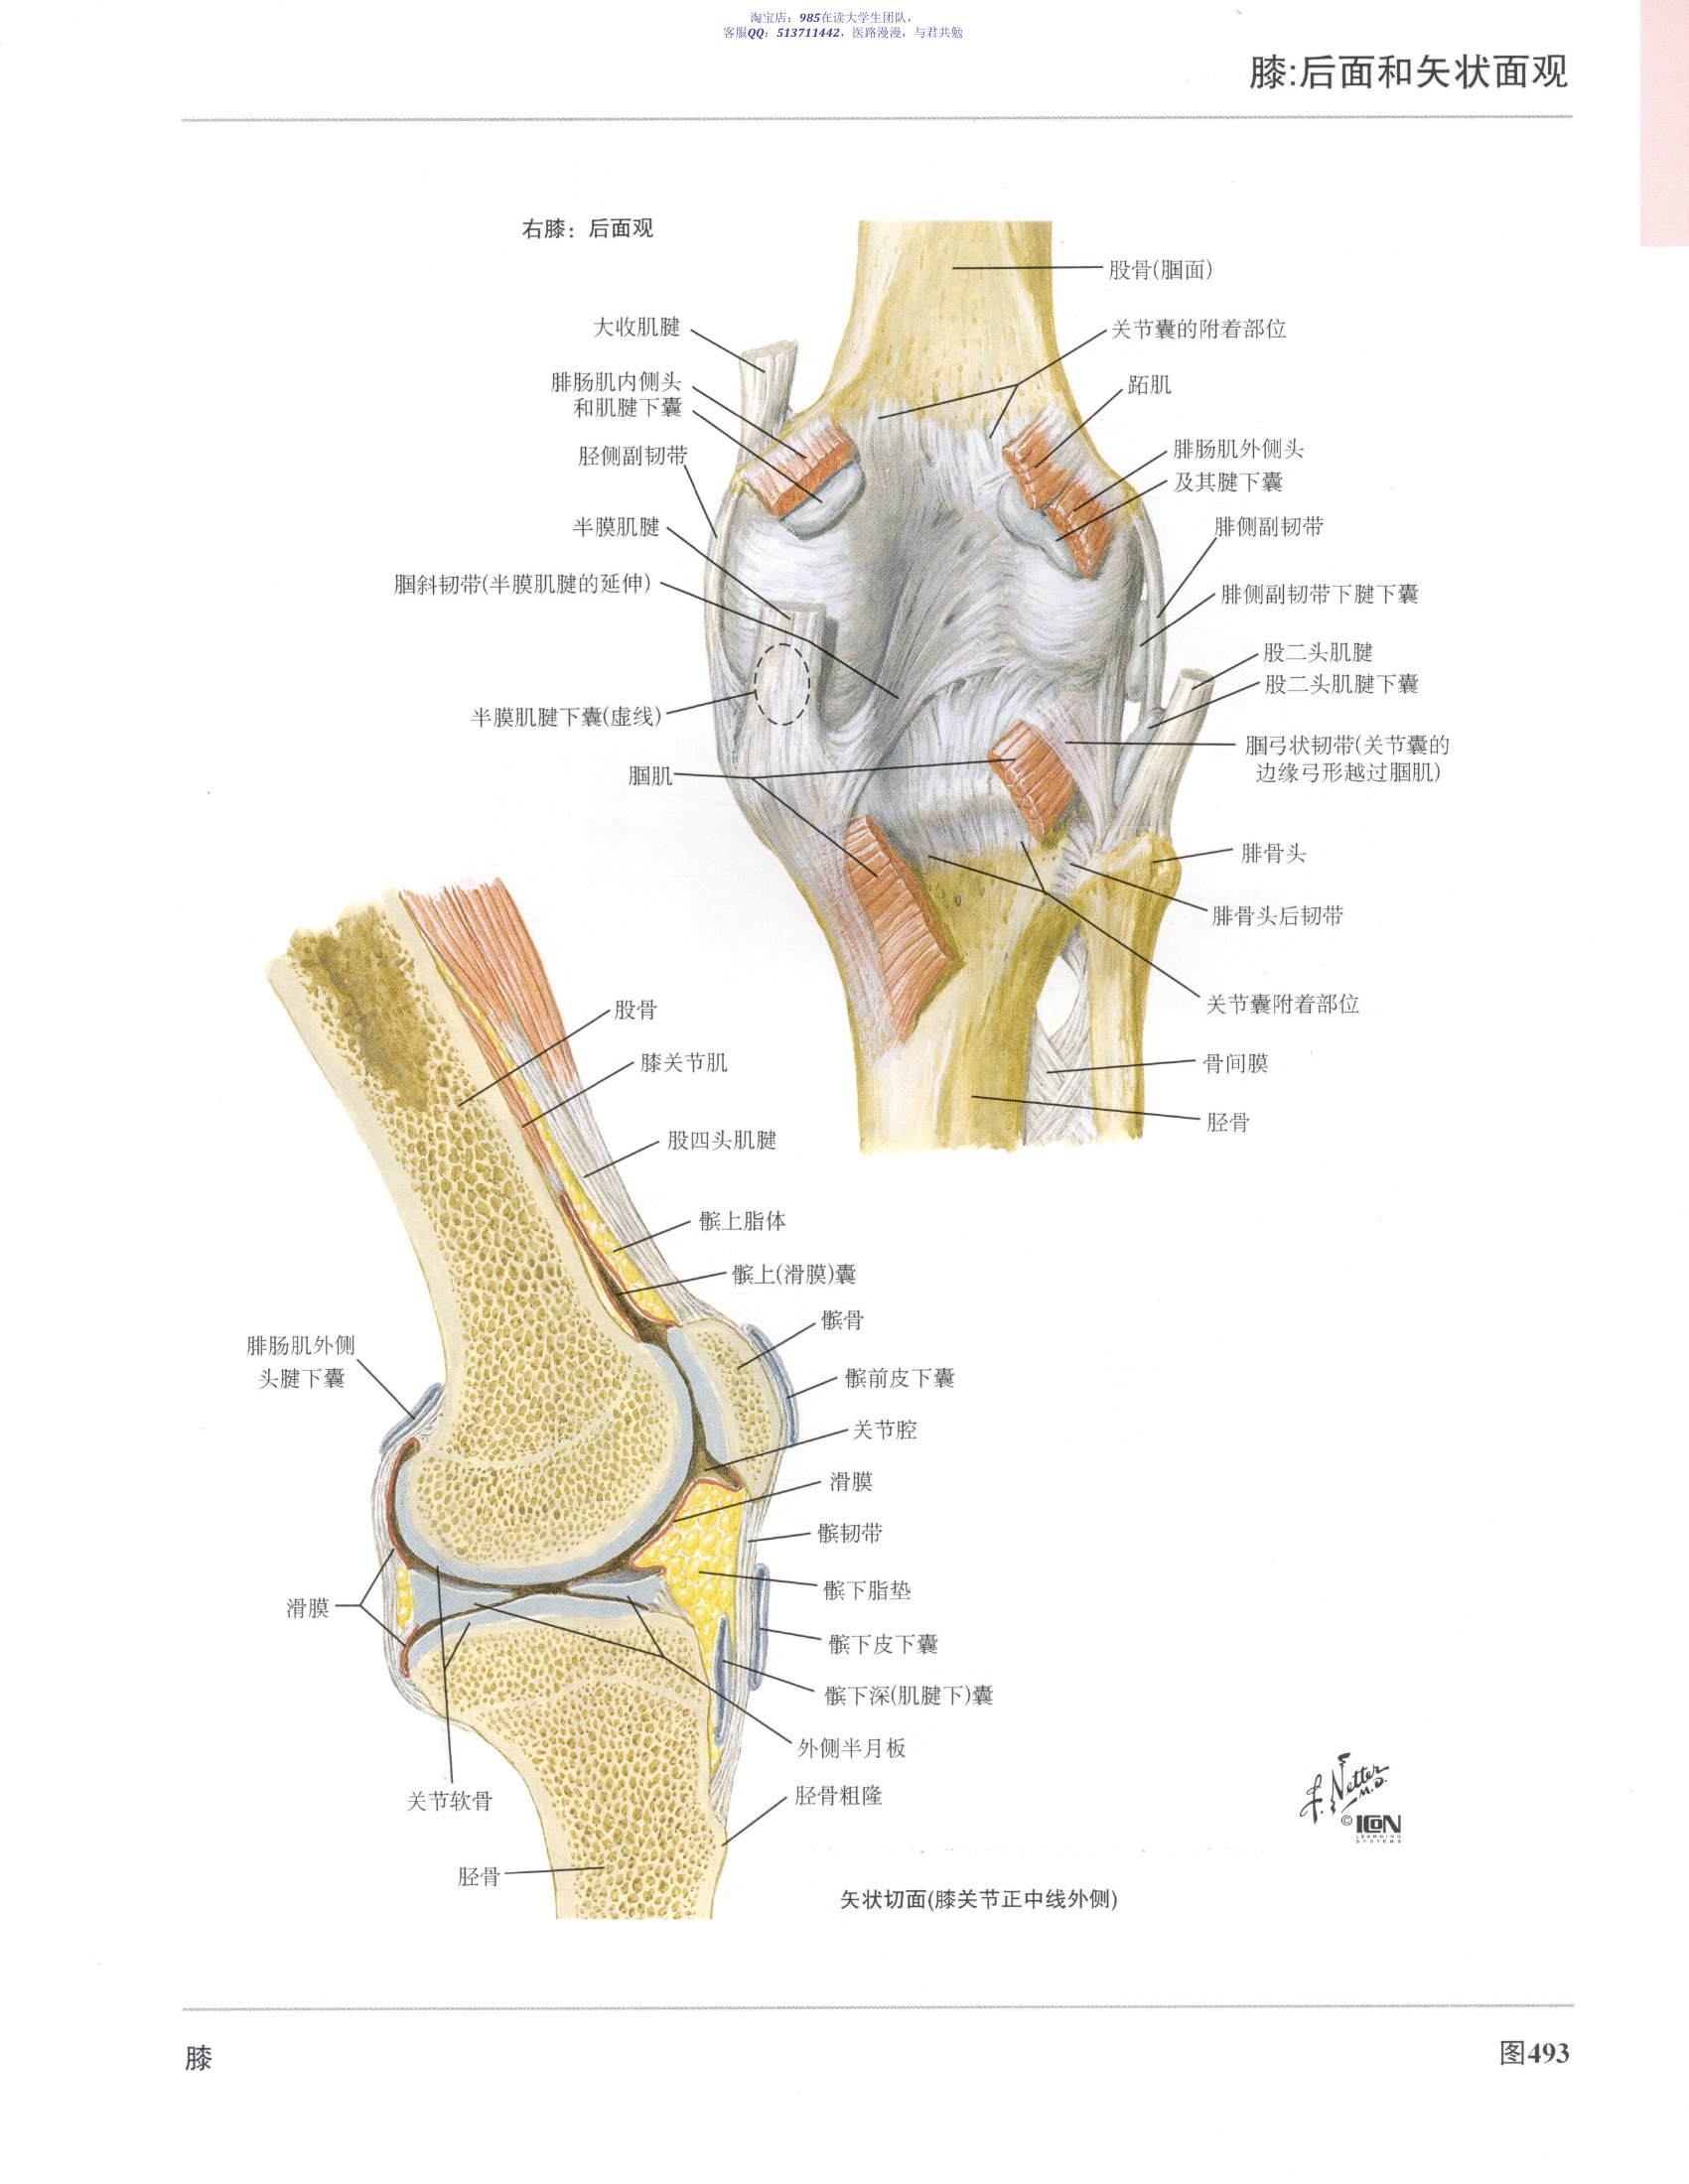 淘宝店：985在读大学生团队，
客服QQ：513711442，医路漫漫，与君共勉
膝:后面和矢状面观
右膝：后面观
股骨(腘面)
大收肌腱
关节囊的附着部位
腓肠肌内侧头
和肌腱下囊
跖肌
胫侧副韧带
腓肠肌外侧头
及其腱下囊
半膜肌腱
腓侧副韧带
腘斜韧带(半膜肌腱的延伸)
腓侧副韧带下腱下囊
股二头肌腱
股二头肌腱下囊
半膜肌腱下囊(虚线)
腘弓状韧带(关节囊的
边缘弓形越过腘肌)
腘肌
腓骨头
腓骨头后韧带
关节囊附着部位
骨间膜
胫骨
股骨
膝关节肌
股四头肌腱
髌上脂体
髌上(滑膜)囊
髌骨
腓肠肌外侧
头腱下囊
髌前皮下囊
关节腔
滑膜
髌韧带
髌下脂垫
滑膜
髌下皮下囊
髌下深(肌腱下)囊
外侧半月板
关节软骨
胫骨粗隆
胫骨
矢状切面(膝关节正中线外侧)
F. Netter
M.D.
© ICON
LEARNING
SYSTEMS
膝
图493